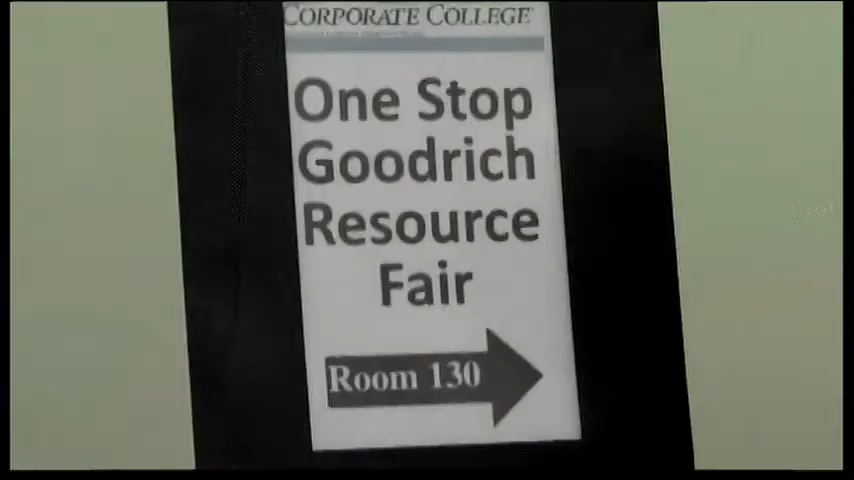 CORPORATE COLLEGE
One Stop
Goodrich
Resource
Fair
Room 130